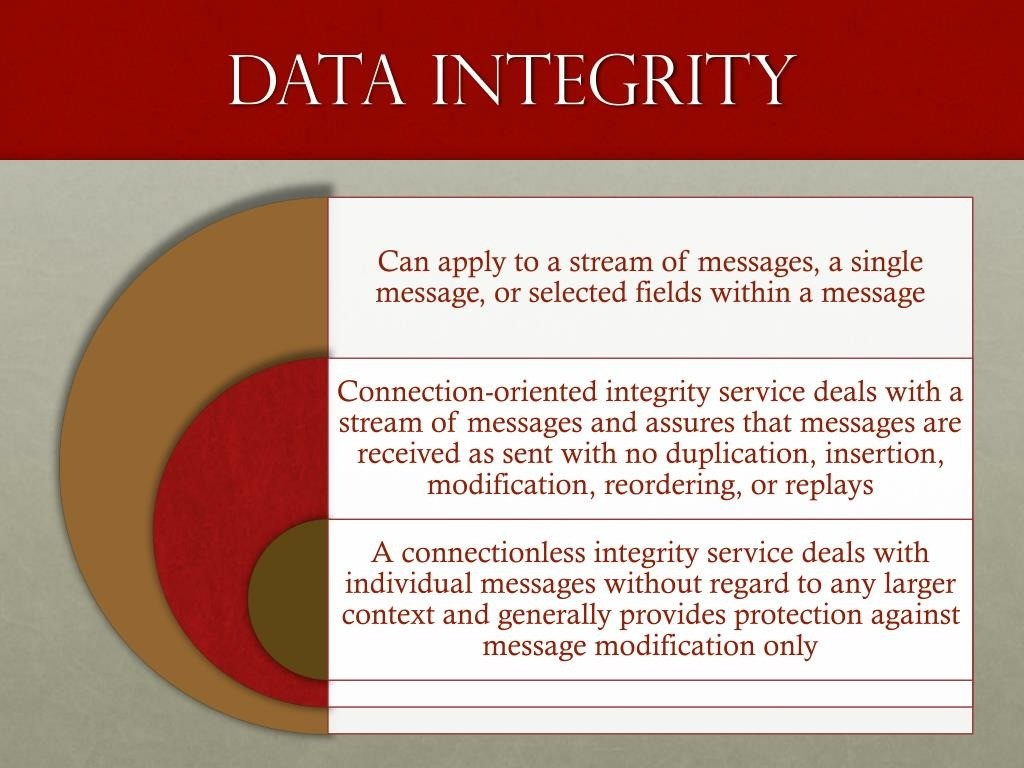 DATA INTEGRITY
Can apply to a stream of messages, a single
message, or selected fields within a message
Connection-oriented integrity service deals with a
stream of messages and assures that messages are
received as sent with no duplication, insertion,
modification, reordering, or replays
A connectionless integrity service deals with
individual messages without regard to any larger
context and generally provides protection against
message modification only